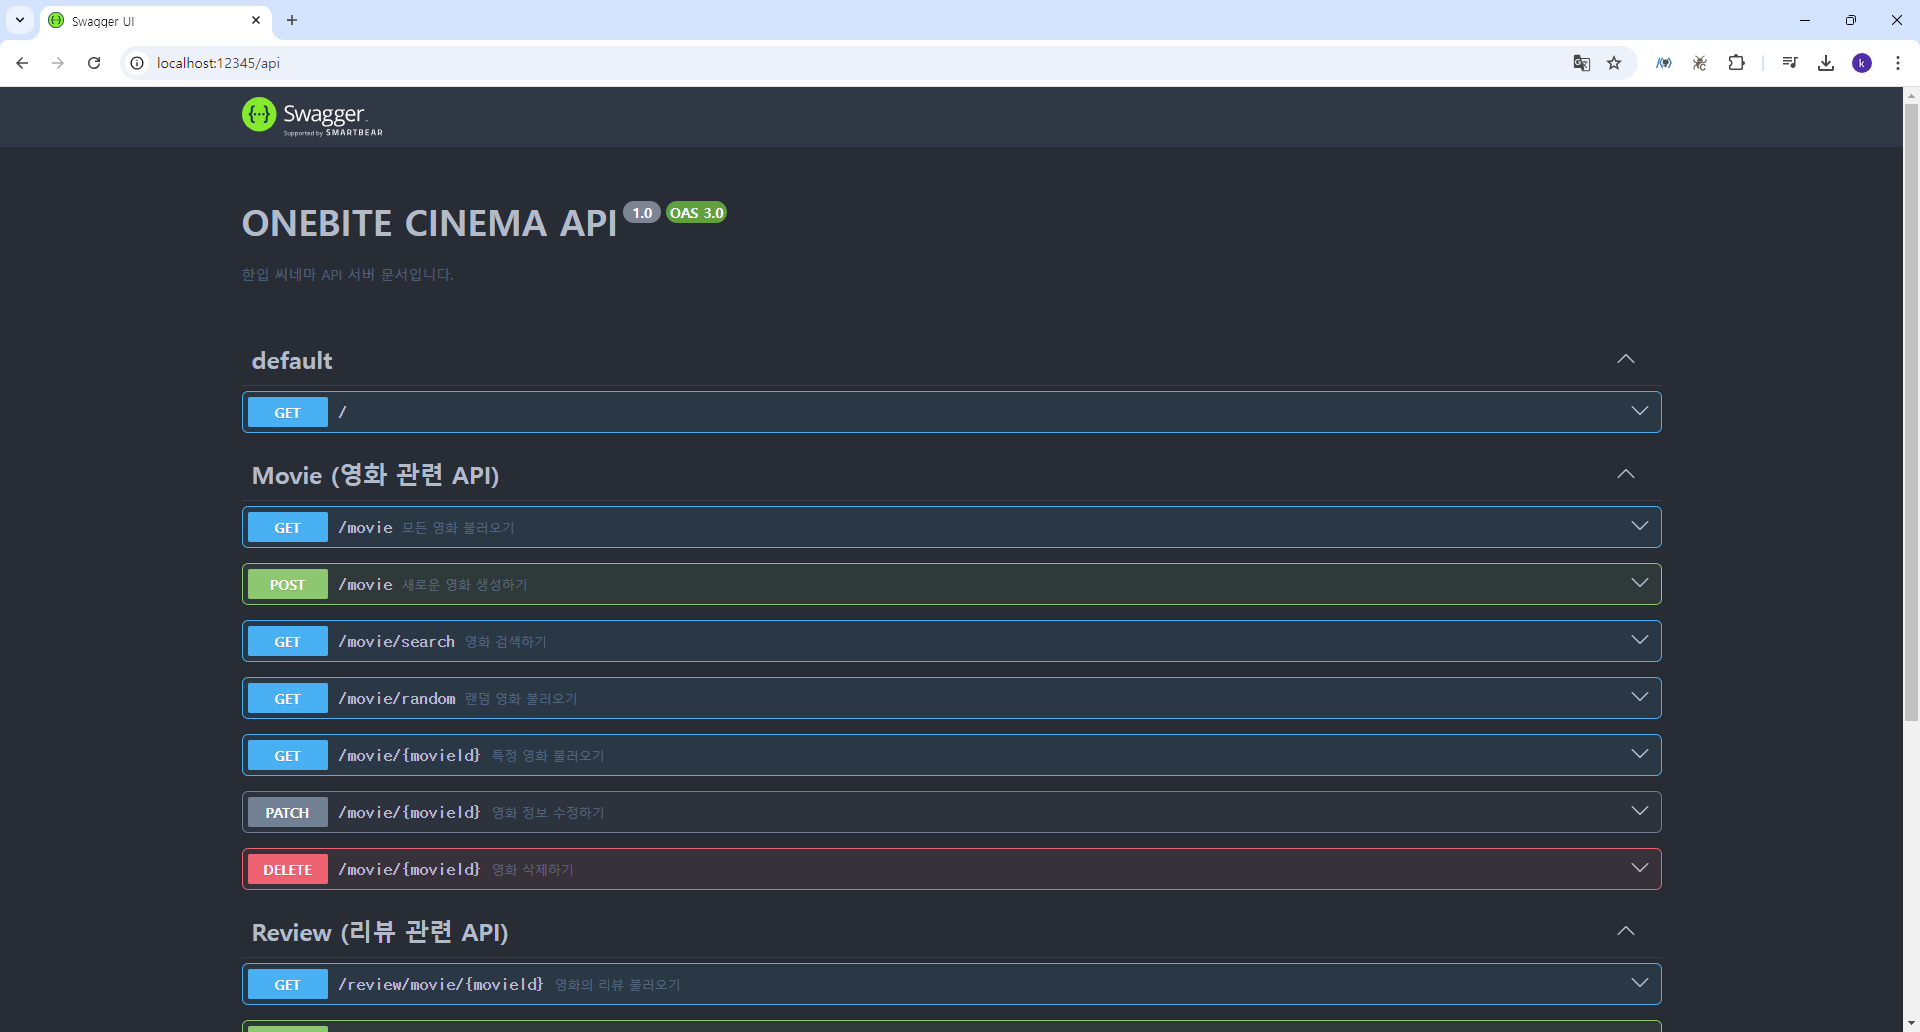 Swagger UI
localhost:12345/api
k
Swagger
Supported by SMARTBEAR
ONEBITE CINEMA API 1.0 OAS 3.0
한입 씨네마 API 서버 문서입니다.
default
GET /
Movie (영화 관련 API)
GET /movie 모든 영화 불러오기
POST /movie 새로운 영화 생성하기
GET /movie/search 영화 검색하기
GET /movie/random 랜덤 영화 불러오기
GET /movie/{movieId} 특정 영화 불러오기
PATCH /movie/{movieId} 영화 정보 수정하기
DELETE /movie/{movieId} 영화 삭제하기
Review (리뷰 관련 API)
GET /review/movie/{movieId} 영화의 리뷰 불러오기